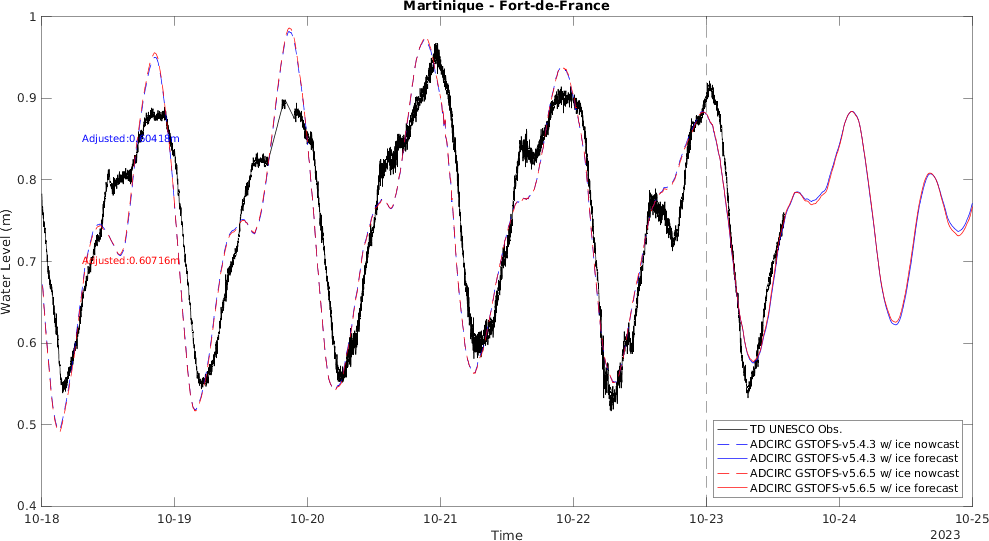 Martinique - Fort-de-France
1
0.9
0.8
0.7
0.6
0.5
0.4
Water Level (m)
Adjusted:0.60418m
Adjusted:0.60716m
TD UNESCO Obs.
ADCIRC GSTOFS-v5.4.3 w/ ice nowcast
ADCIRC GSTOFS-v5.4.3 w/ ice forecast
ADCIRC GSTOFS-v5.6.5 w/ ice nowcast
ADCIRC GSTOFS-v5.6.5 w/ ice forecast
10-18 10-19 10-20 10-21 10-22 10-23 10-24 10-25
Time
2023